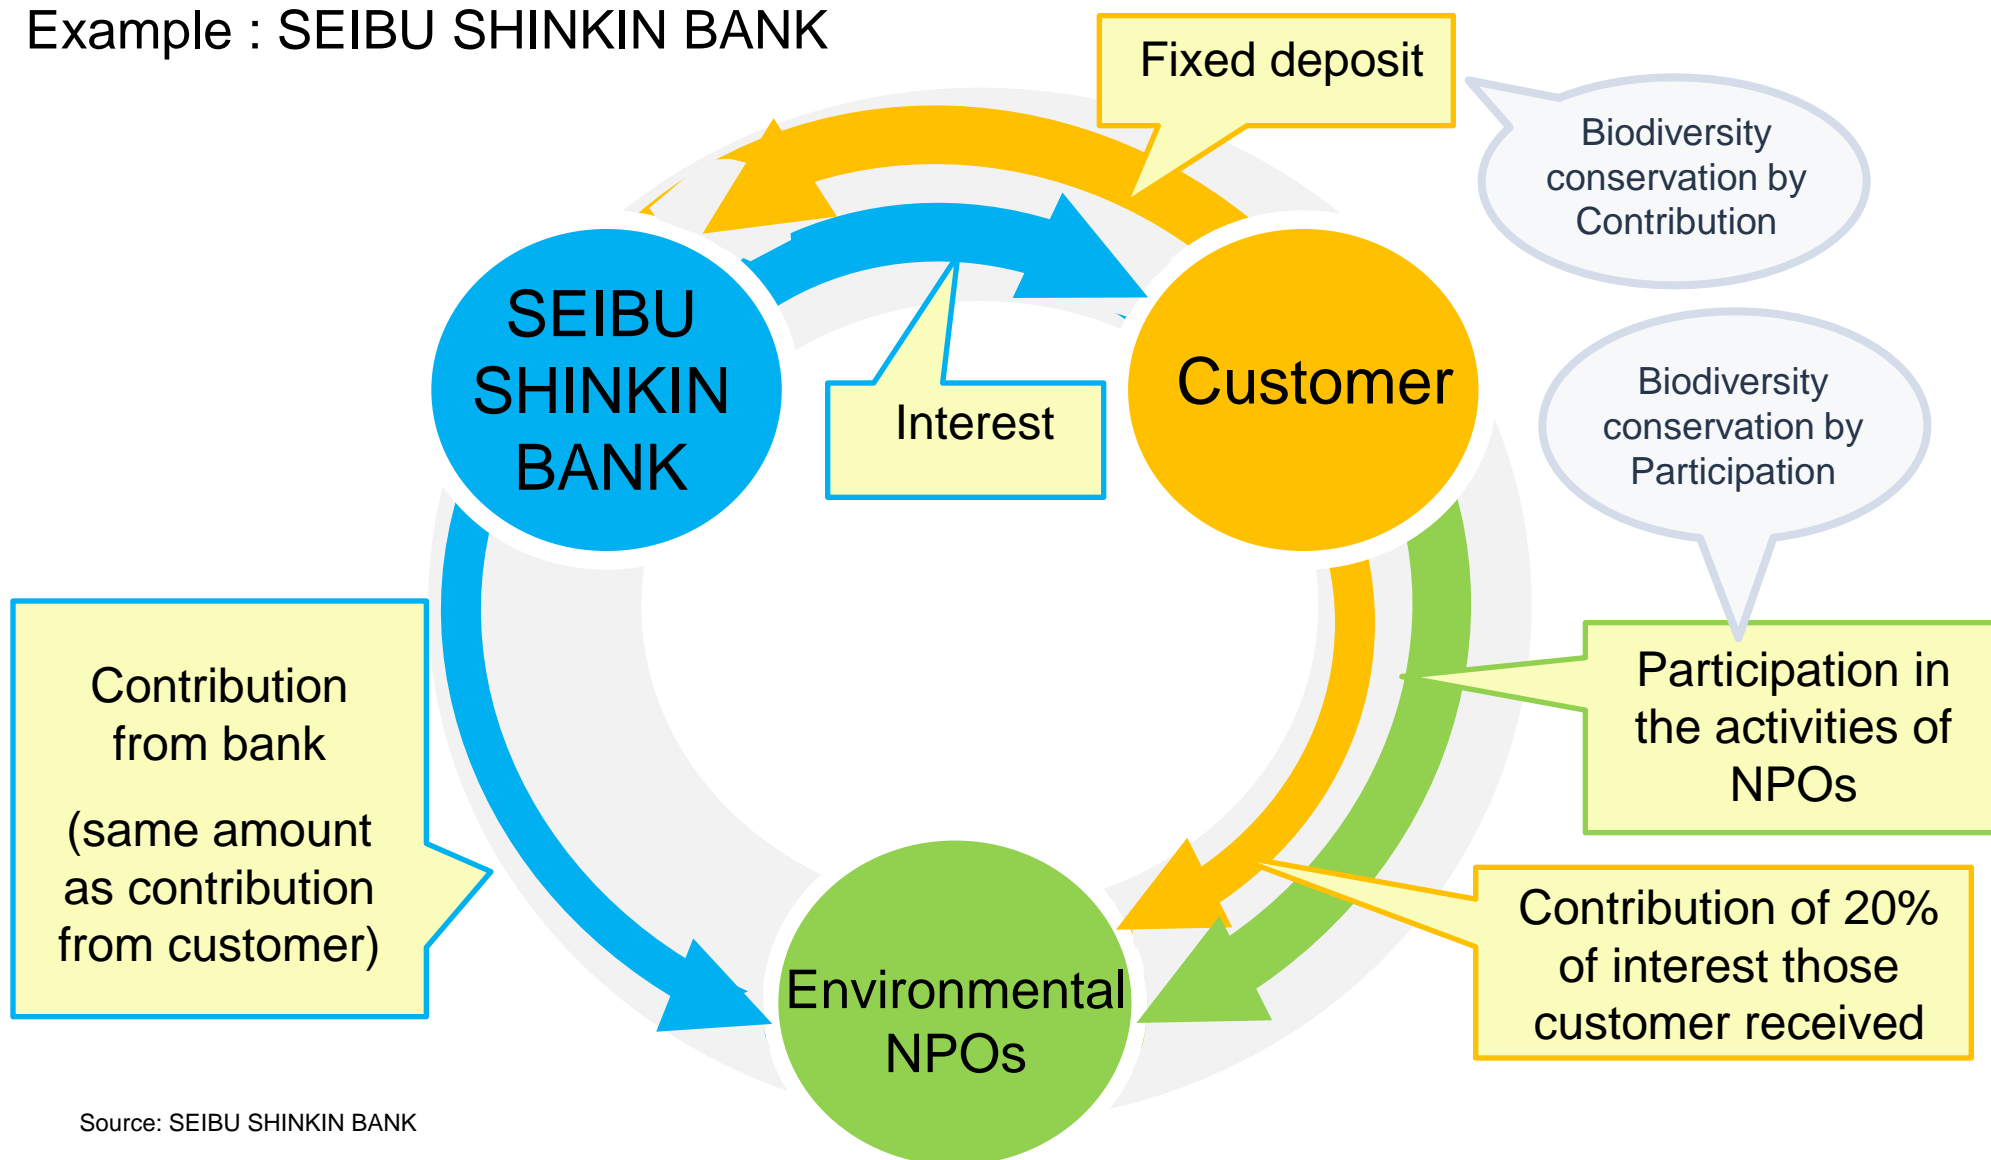 Example : SEIBU SHINKIN BANK
Fixed deposit
Biodiversity
conservation by
Contribution
SEIBU
SHINKIN
BANK
Interest
Customer
Biodiversity
conservation by
Participation
Contribution
from bank
(same amount
as contribution
from customer)
Participation in
the activities of
NPOs
Contribution of 20%
of interest those
customer received
Environmental
NPOs
Source: SEIBU SHINKIN BANK